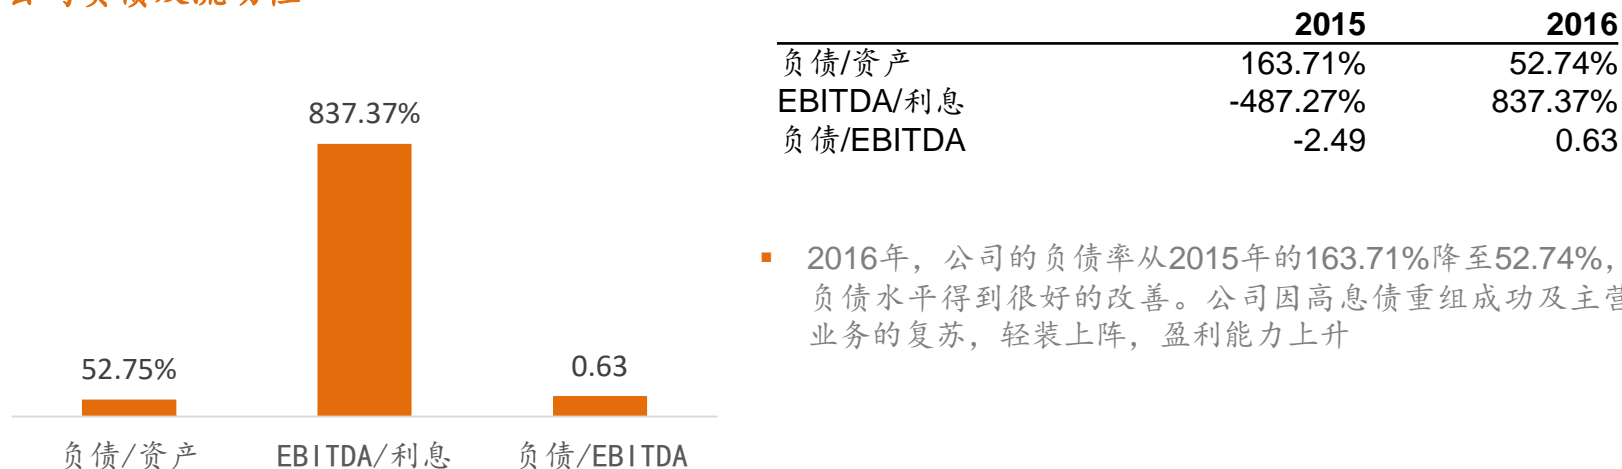 837.37%
52.75%
0.63
负债/资产
EBITDA/利息
负债/EBITDA
2015 2016
负债/资产 163.71% 52.74%
EBITDA/利息 -487.27% 837.37%
负债/EBITDA -2.49 0.63
▪ 2016年，公司的负债率从2015年的163.71%降至52.74%，
负债水平得到很好的改善。公司因高息债重组成功及主营
业务的复苏，轻装上阵，盈利能力上升